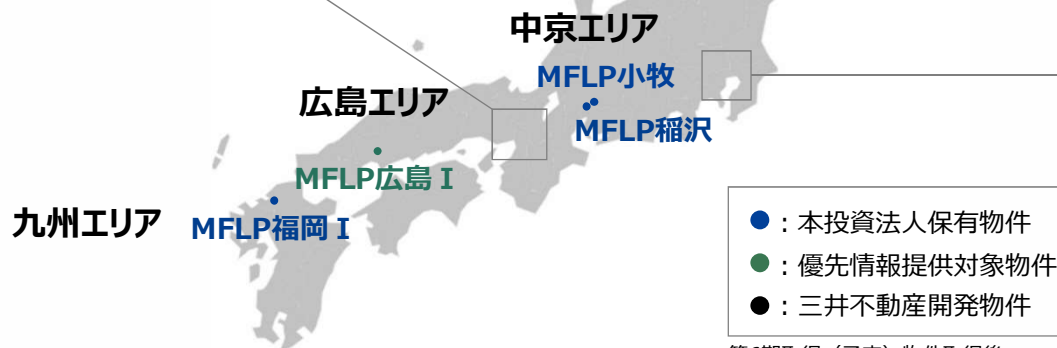 中京エリア
MFLP小牧
MFLP稲沢
広島エリア
MFLP広島Ⅰ
九州エリア
MFLP福岡Ⅰ
●：本投資法人保有物件
●：優先情報提供対象物件
●：三井不動産開発物件